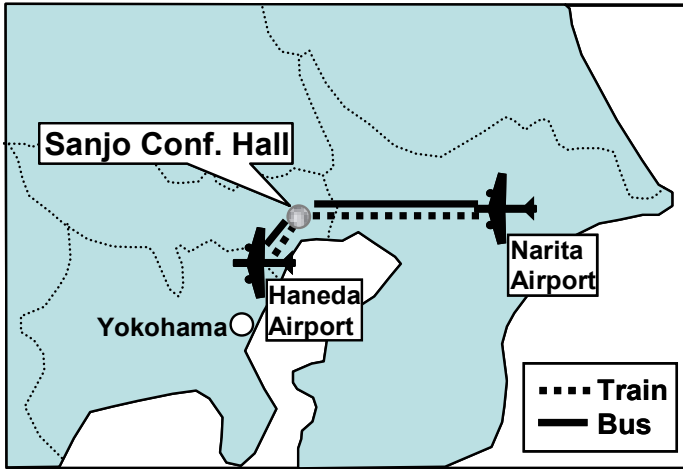 Sanjo Conf. Hall
Narita
Airport
Haneda
Airport
Yokohama
Train
Bus